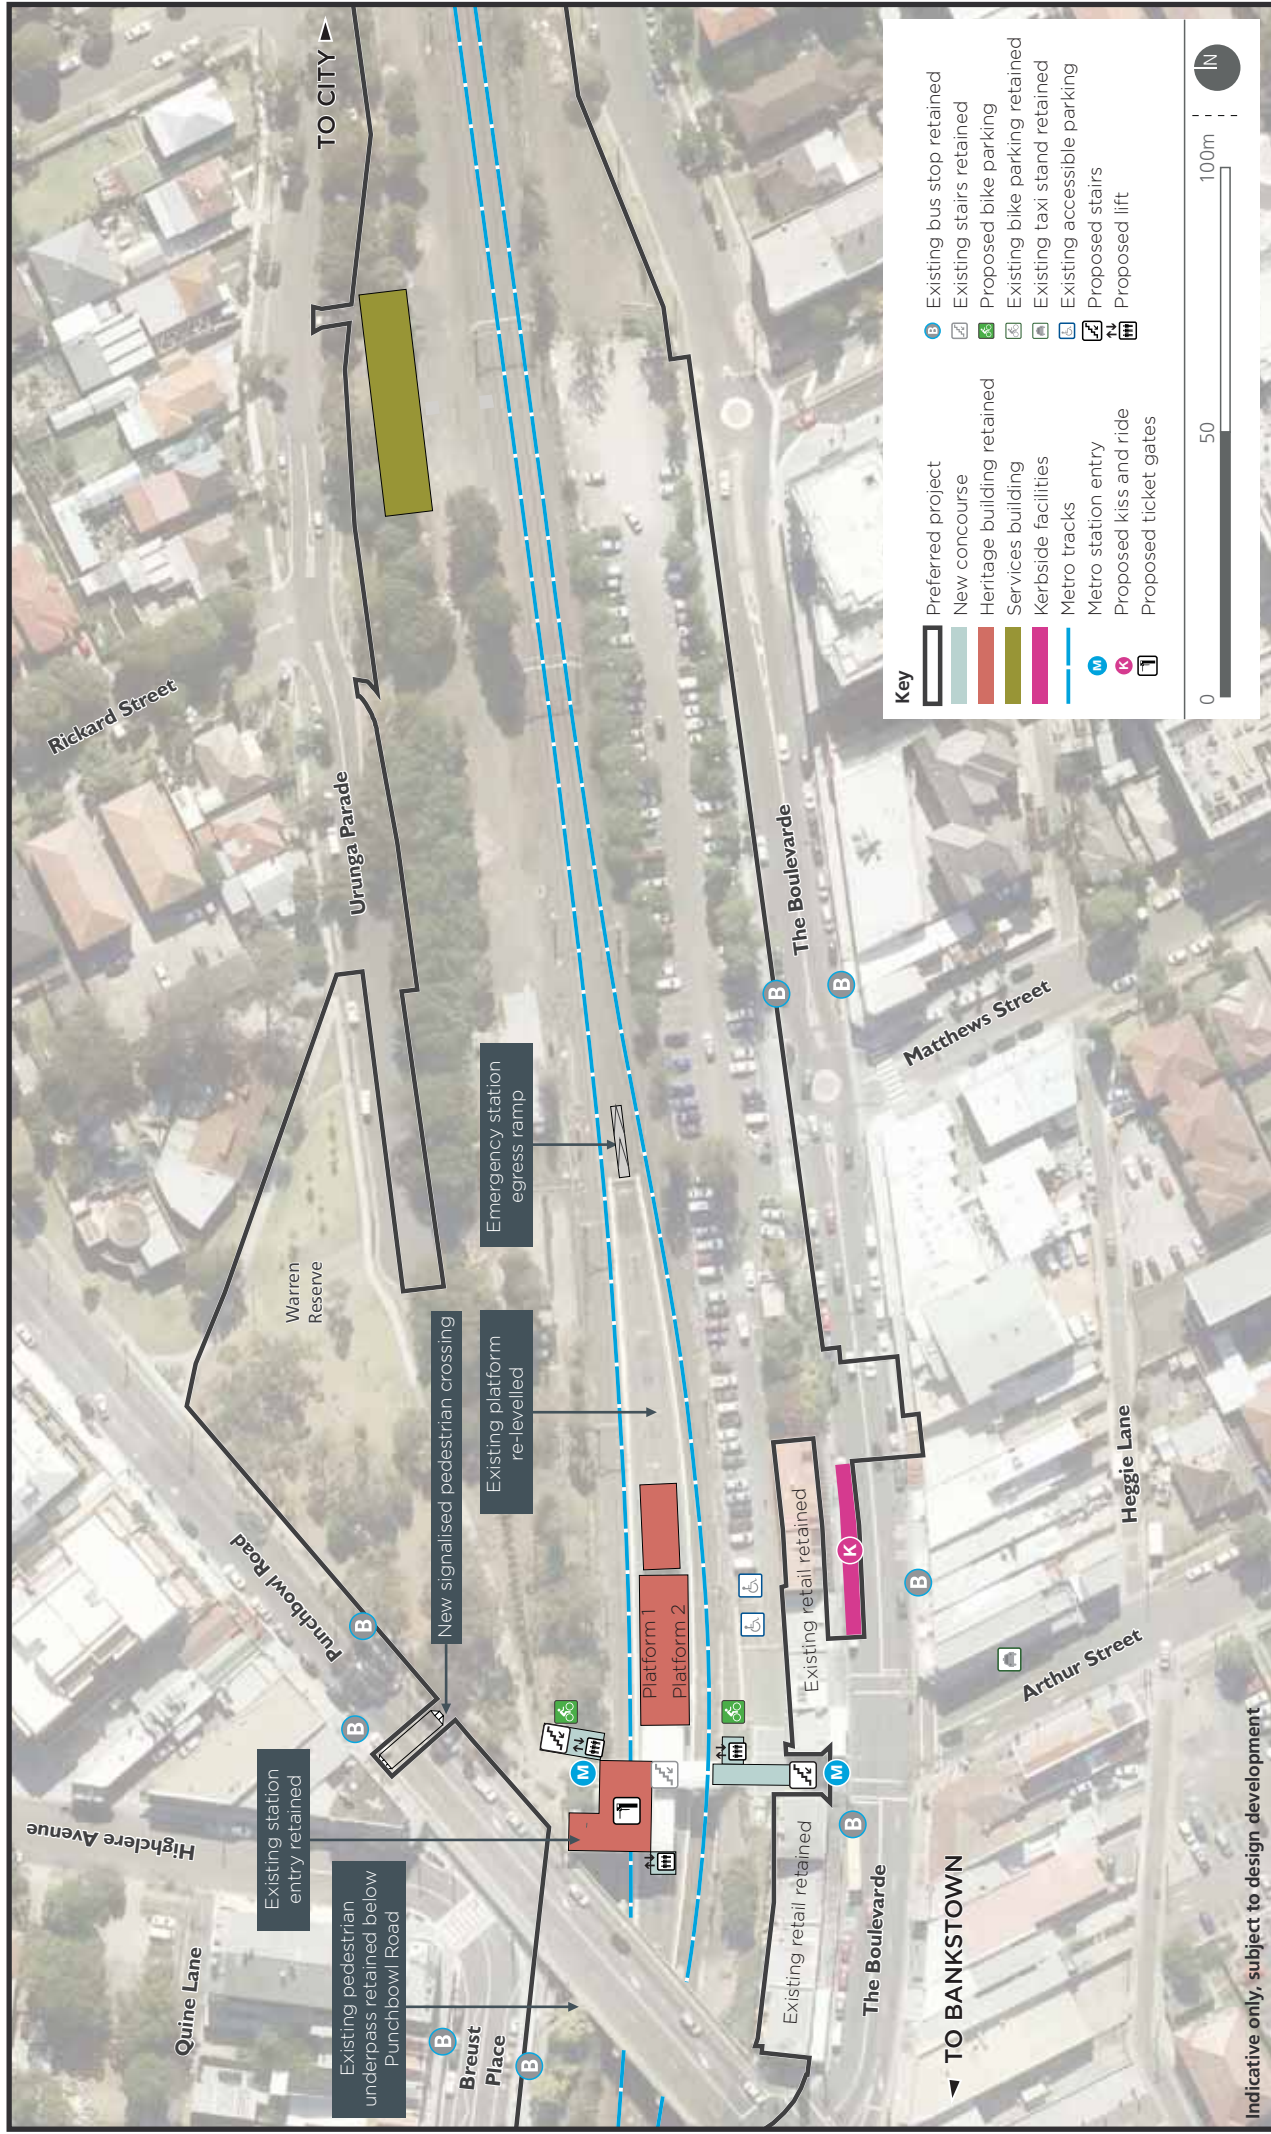 TO CITY
Rickard Street
Urunga Parade
Warren
Reserve
Punchbowl Road
Highclere Avenue
Quine Lane
Breust
Place
Existing pedestrian
underpass retained below
Punchbowl Road
Existing station
entry retained
New signalised pedestrian crossing
Existing platform
re-levelled
Emergency station
egress ramp
B
B
B
B
M
Platform 1
Platform 2
Existing retail retained
Existing retail retained
K
M
B
B
B
B
The Boulevarde
The Boulevarde
Matthews Street
Heggie Lane
Arthur Street
TO BANKSTOWN
Indicative only, subject to design development
Key
Preferred project
New concourse
Heritage building retained
Services building
Kerbside facilities
Metro tracks
M Metro station entry
K Proposed kiss and ride
Proposed ticket gates
B Existing bus stop retained
Existing stairs retained
Proposed bike parking
Existing bike parking retained
Existing taxi stand retained
Existing accessible parking
Proposed stairs
Proposed lift
0 50 100m
N